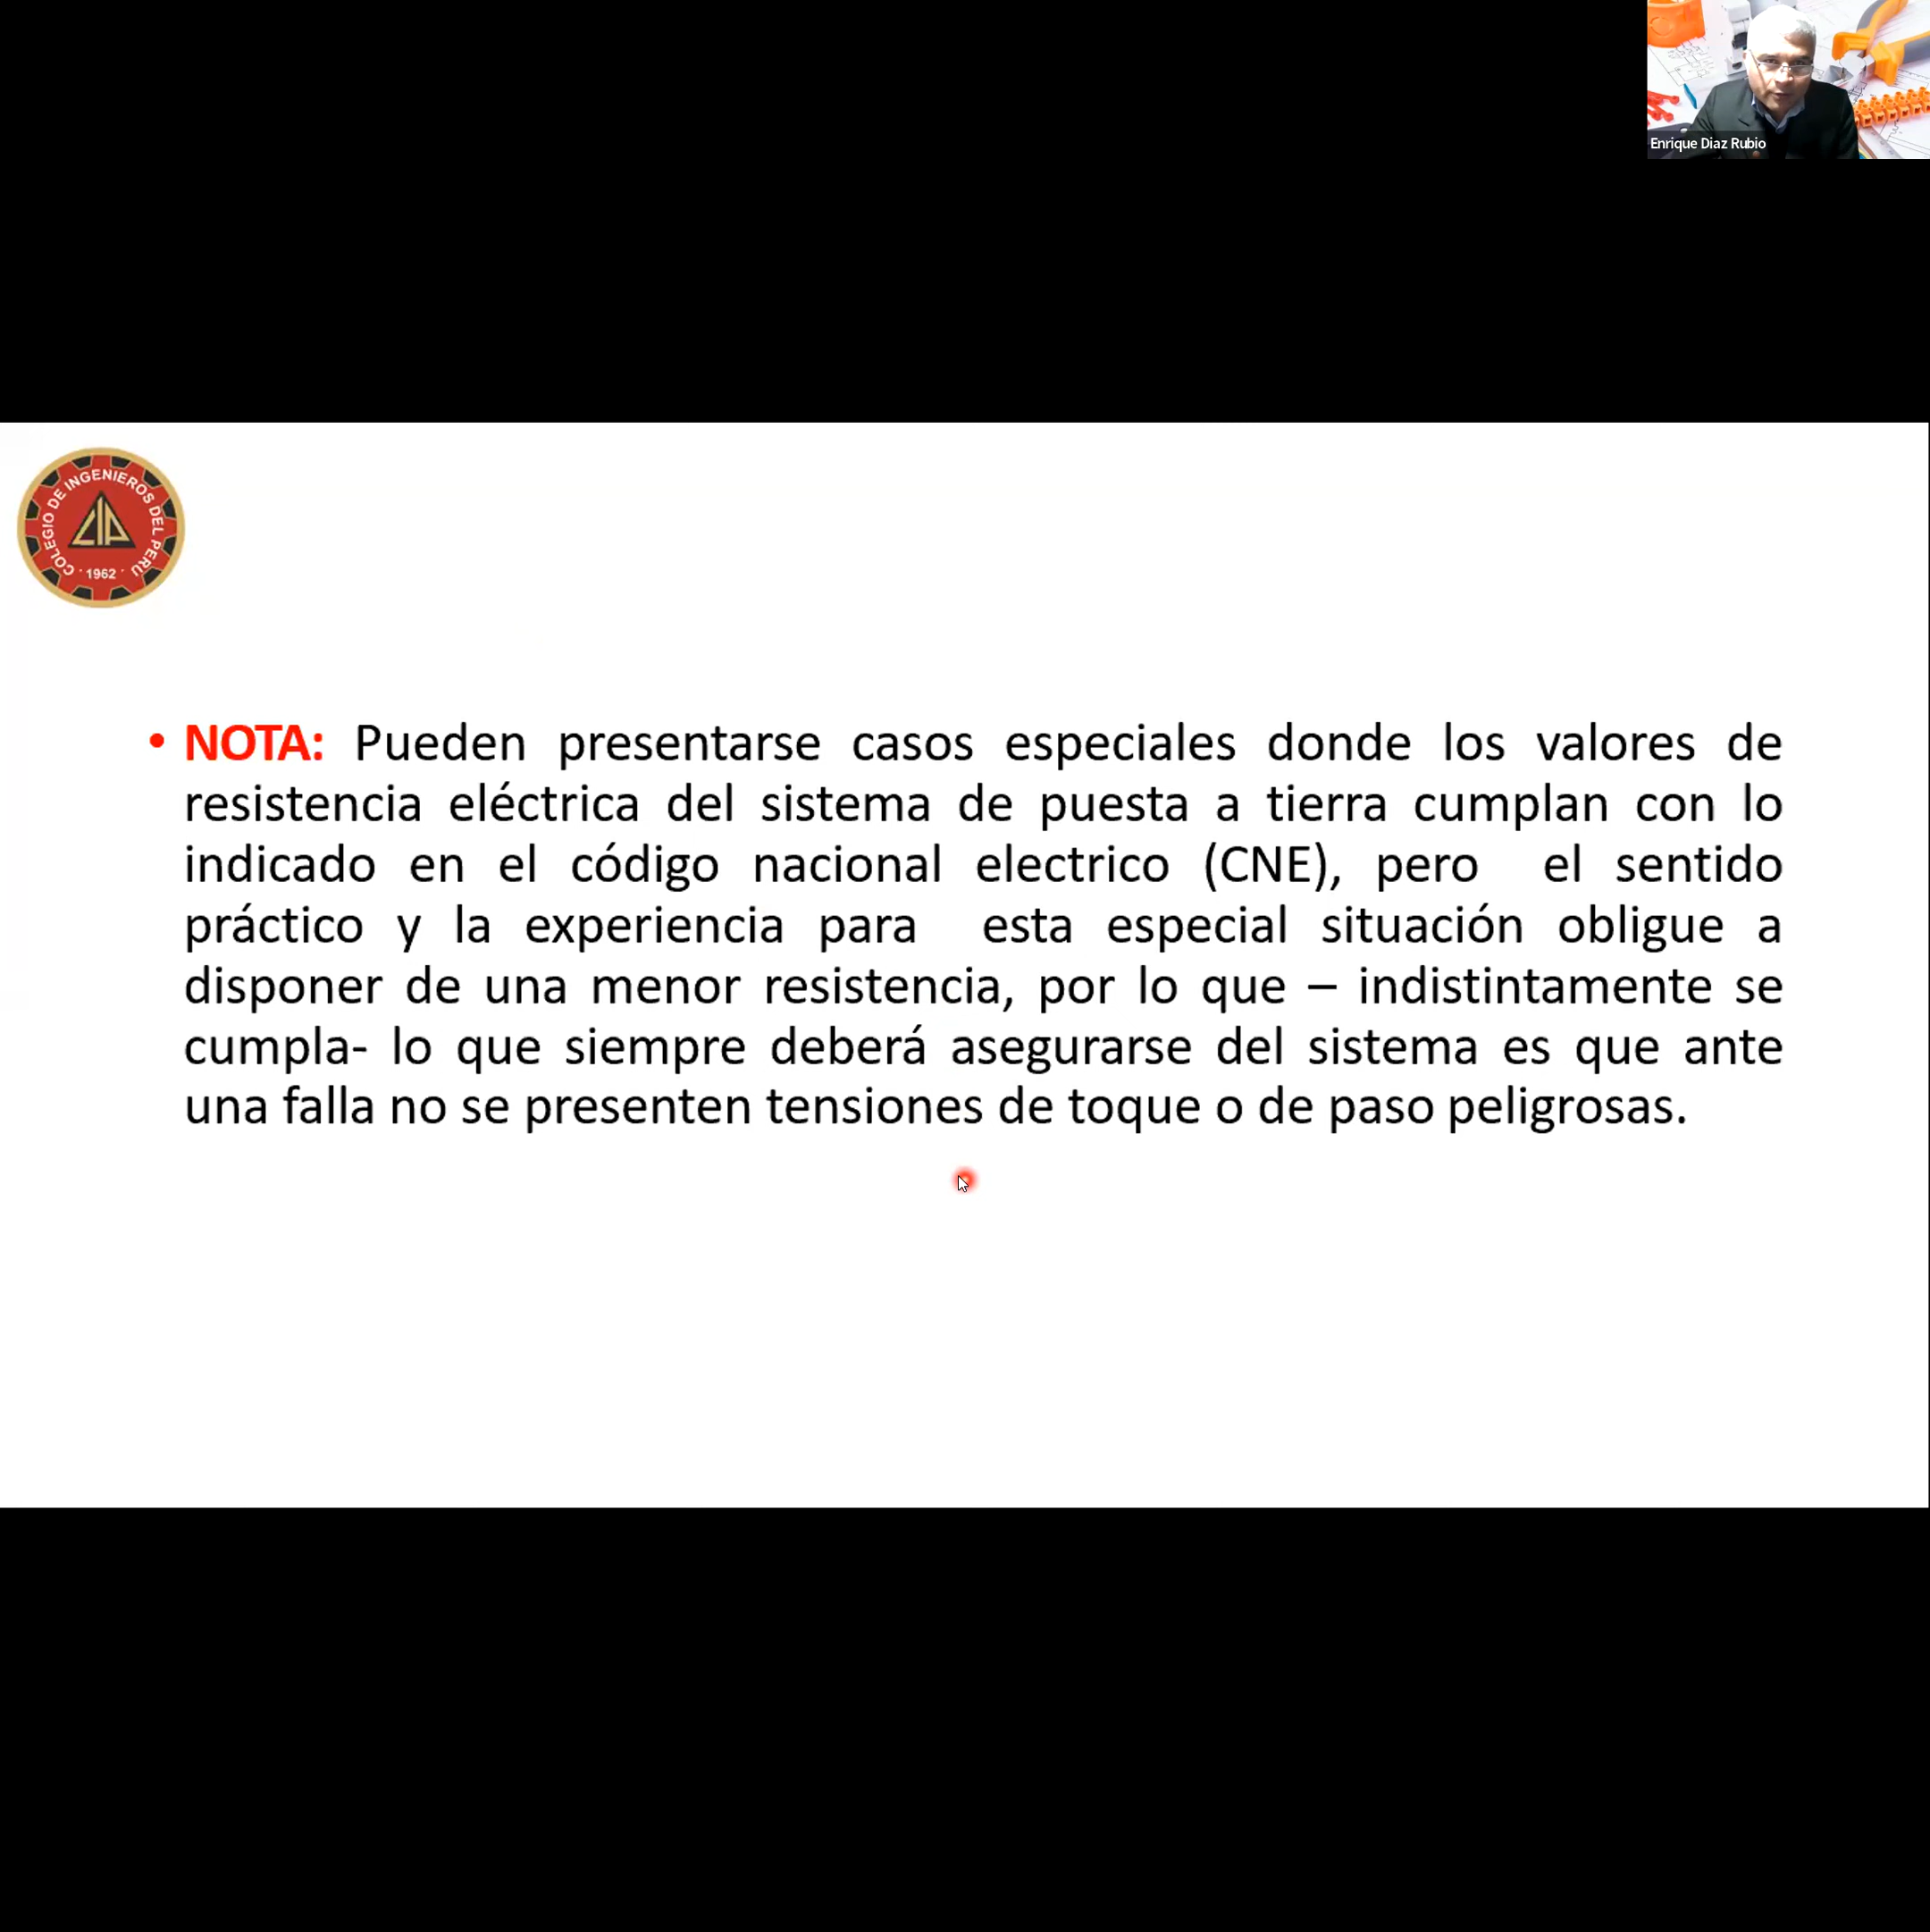 Enrique Diaz Rubio
COLEGIO DE INGENIEROS DEL PERÚ
CIP
· 1962 ·
• NOTA: Pueden presentarse casos especiales donde los valores de
resistencia eléctrica del sistema de puesta a tierra cumplan con lo
indicado en el código nacional electrico (CNE), pero el sentido
práctico y la experiencia para esta especial situación obligue a
disponer de una menor resistencia, por lo que – indistintamente se
cumpla- lo que siempre deberá asegurarse del sistema es que ante
una falla no se presenten tensiones de toque o de paso peligrosas.